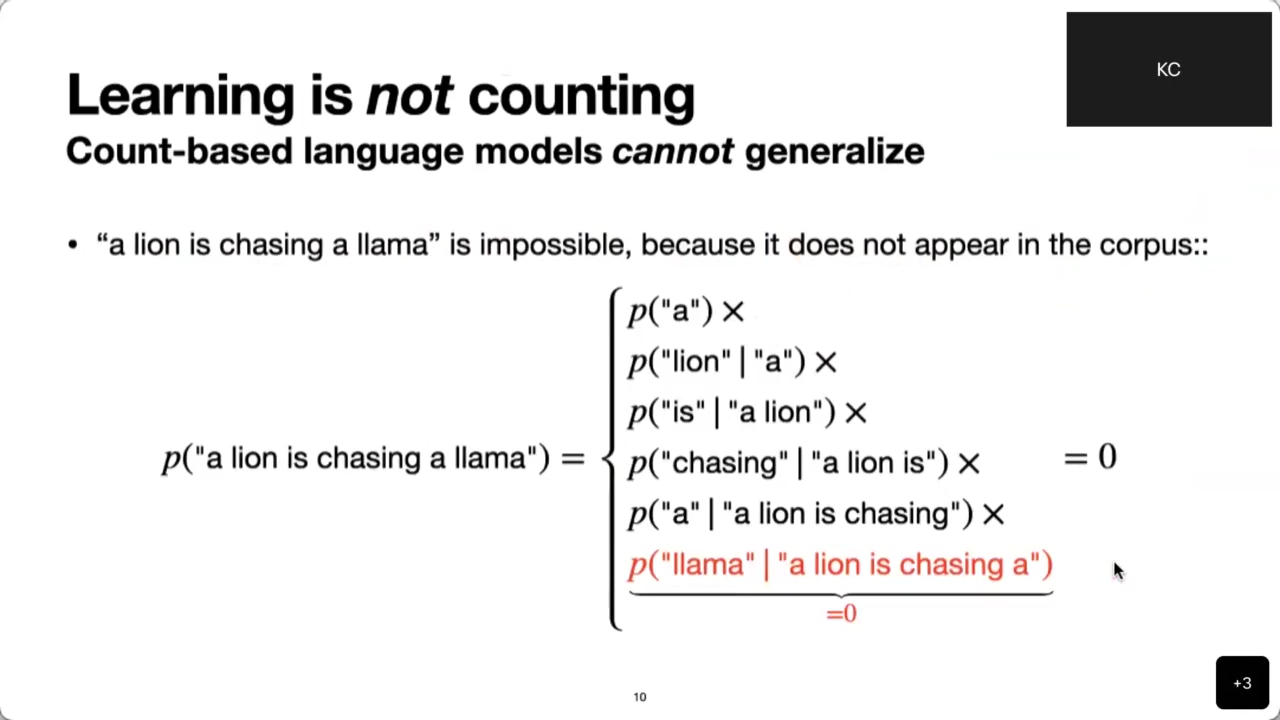 Learning is not counting
KC
Count-based language models cannot generalize
• “a lion is chasing a llama” is impossible, because it does not appear in the corpus::
p("a") ×
p("lion" | "a") ×
p("is" | "a lion") ×
p("a lion is chasing a llama") = { p("chasing" | "a lion is") × = 0
p("a" | "a lion is chasing") ×
p("llama" | "a lion is chasing a")
=0
10
+3